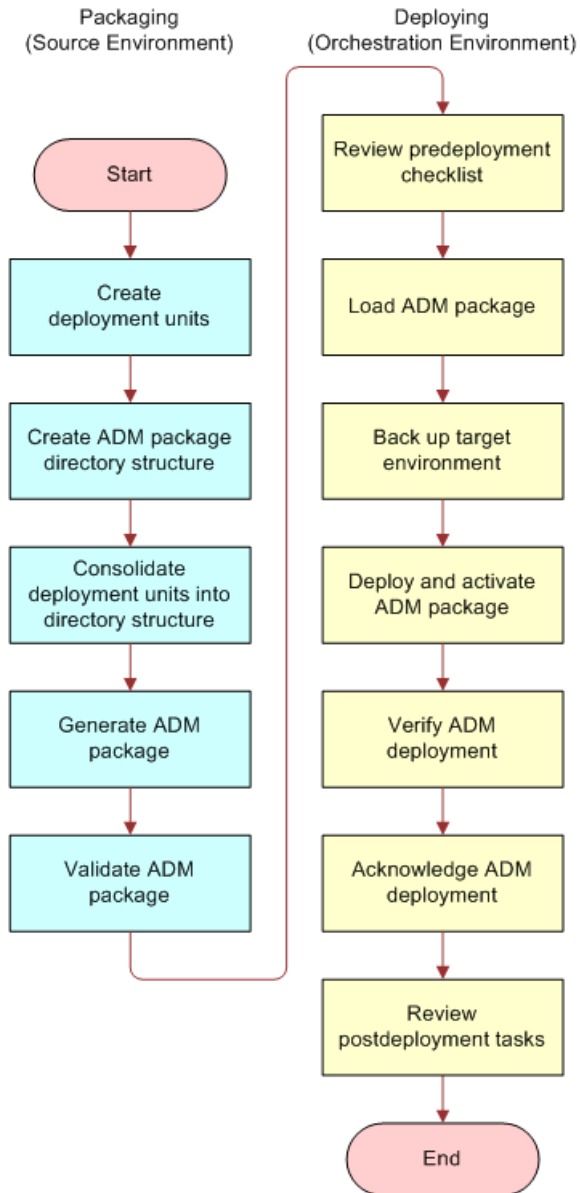 Packaging
(Source Environment)
Start
Create
deployment units
Create ADM package
directory structure
Consolidate
deployment units into
directory structure
Generate ADM
package
Validate ADM
package
Deploying
(Orchestration Environment)
Review predeployment
checklist
Load ADM package
Back up target
environment
Deploy and activate
ADM package
Verify ADM
deployment
Acknowledge ADM
deployment
Review
postdeployment tasks
End